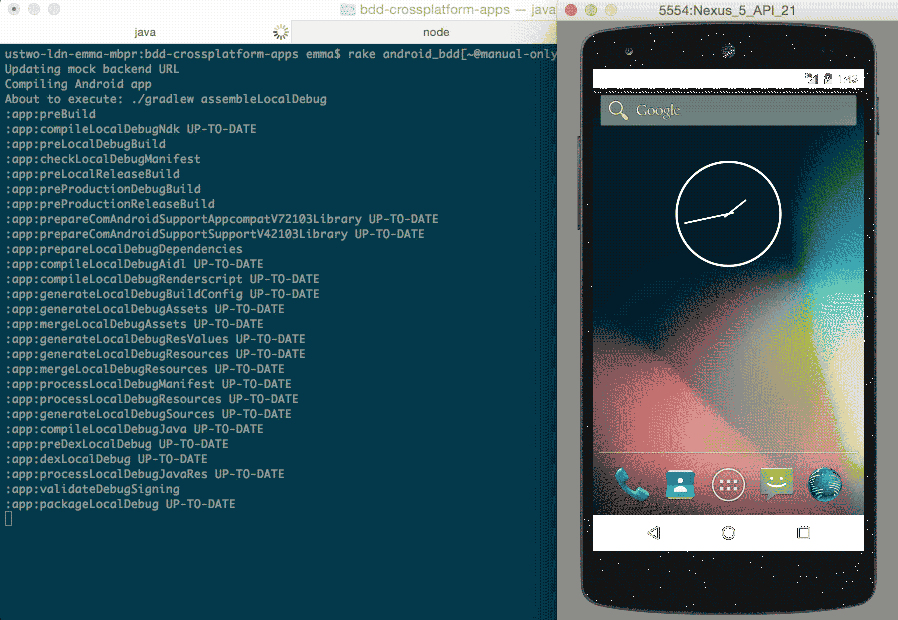 bdd-crossplatform-apps — java
java
node
ustwo-ldn-emma-mbpr:bdd-crossplatform-apps emma$ rake android_bdd[~@manual-only
Updating mock backend URL
Compiling Android app
About to execute: ./gradlew assembleLocalDebug
:app:preBuild
:app:compileLocalDebugNdk UP-TO-DATE
:app:preLocalDebugBuild
:app:checkLocalDebugManifest
:app:preLocalReleaseBuild
:app:preProductionDebugBuild
:app:preProductionReleaseBuild
:app:prepareComAndroidSupportAppcompatV72103Library UP-TO-DATE
:app:prepareComAndroidSupportSupportV42103Library UP-TO-DATE
:app:prepareLocalDebugDependencies
:app:compileLocalDebugAidl UP-TO-DATE
:app:compileLocalDebugRenderscript UP-TO-DATE
:app:generateLocalDebugBuildConfig UP-TO-DATE
:app:generateLocalDebugAssets UP-TO-DATE
:app:mergeLocalDebugAssets UP-TO-DATE
:app:generateLocalDebugResValues UP-TO-DATE
:app:generateLocalDebugResources UP-TO-DATE
:app:mergeLocalDebugResources UP-TO-DATE
:app:processLocalDebugManifest UP-TO-DATE
:app:processLocalDebugResources UP-TO-DATE
:app:generateLocalDebugSources UP-TO-DATE
:app:compileLocalDebugJava UP-TO-DATE
:app:preDexLocalDebug UP-TO-DATE
:app:dexLocalDebug UP-TO-DATE
:app:processLocalDebugJavaRes UP-TO-DATE
:app:validateDebugSigning
:app:packageLocalDebug UP-TO-DATE
5554:Nexus_5_API_21
Google